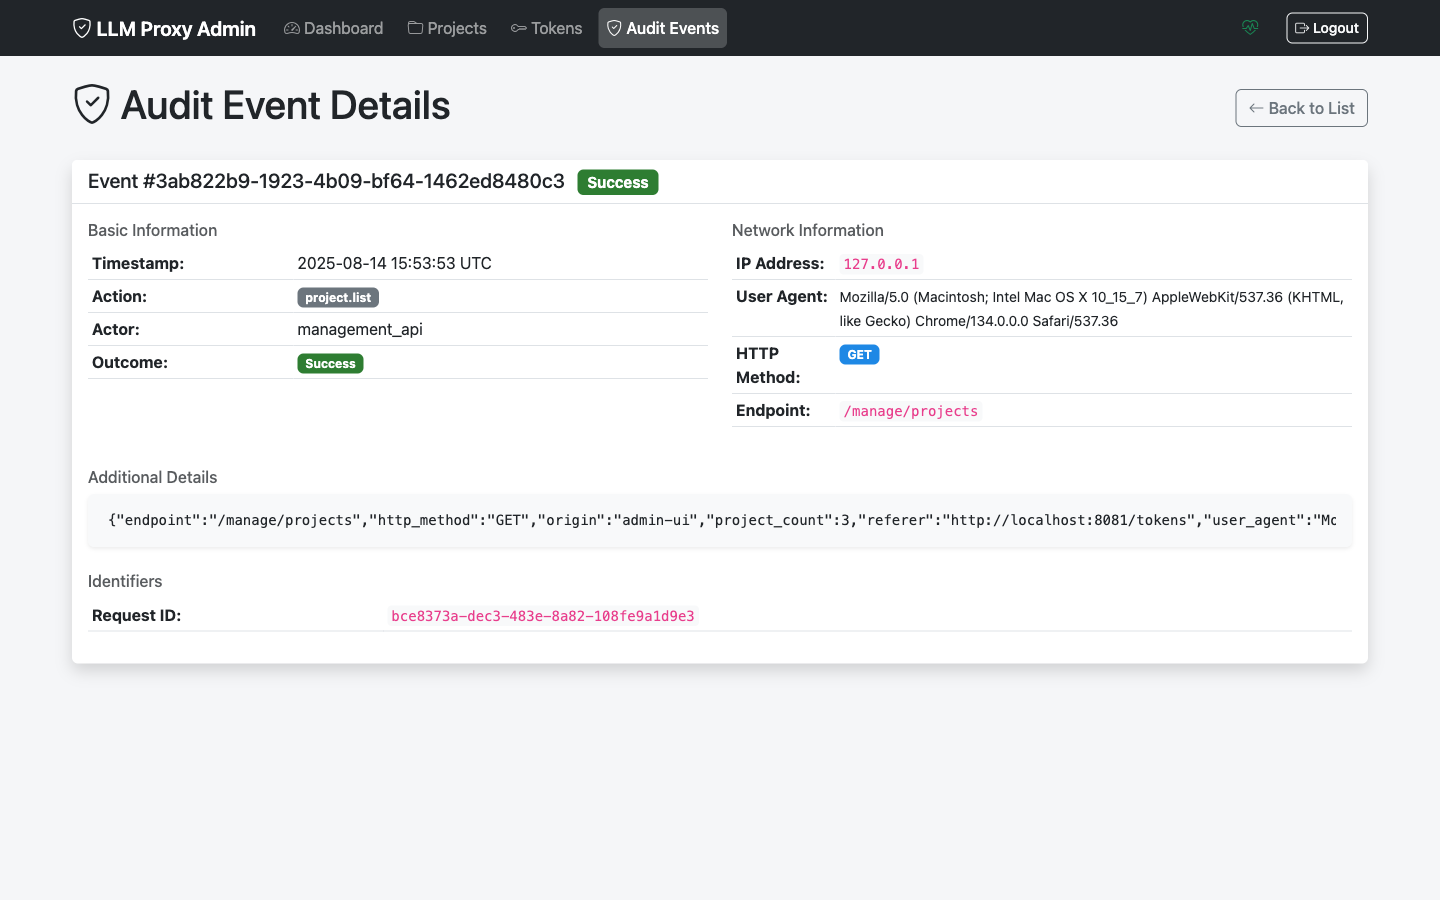 LLM Proxy Admin Dashboard Projects Tokens Audit Events Logout
Audit Event Details
← Back to List
Event #3ab822b9-1923-4b09-bf64-1462ed8480c3 Success
Basic Information
Timestamp: 2025-08-14 15:53:53 UTC
Action: project.list
Actor: management_api
Outcome: Success
Network Information
IP Address: 127.0.0.1
User Agent: Mozilla/5.0 (Macintosh; Intel Mac OS X 10_15_7) AppleWebKit/537.36 (KHTML,
like Gecko) Chrome/134.0.0.0 Safari/537.36
HTTP GET
Method:
Endpoint: /manage/projects
Additional Details
{"endpoint":"/manage/projects","http_method":"GET","origin":"admin-ui","project_count":3,"referer":"http://localhost:8081/tokens","user_agent":"Mo
Identifiers
Request ID: bce8373a-dec3-483e-8a82-108fe9a1d9e3